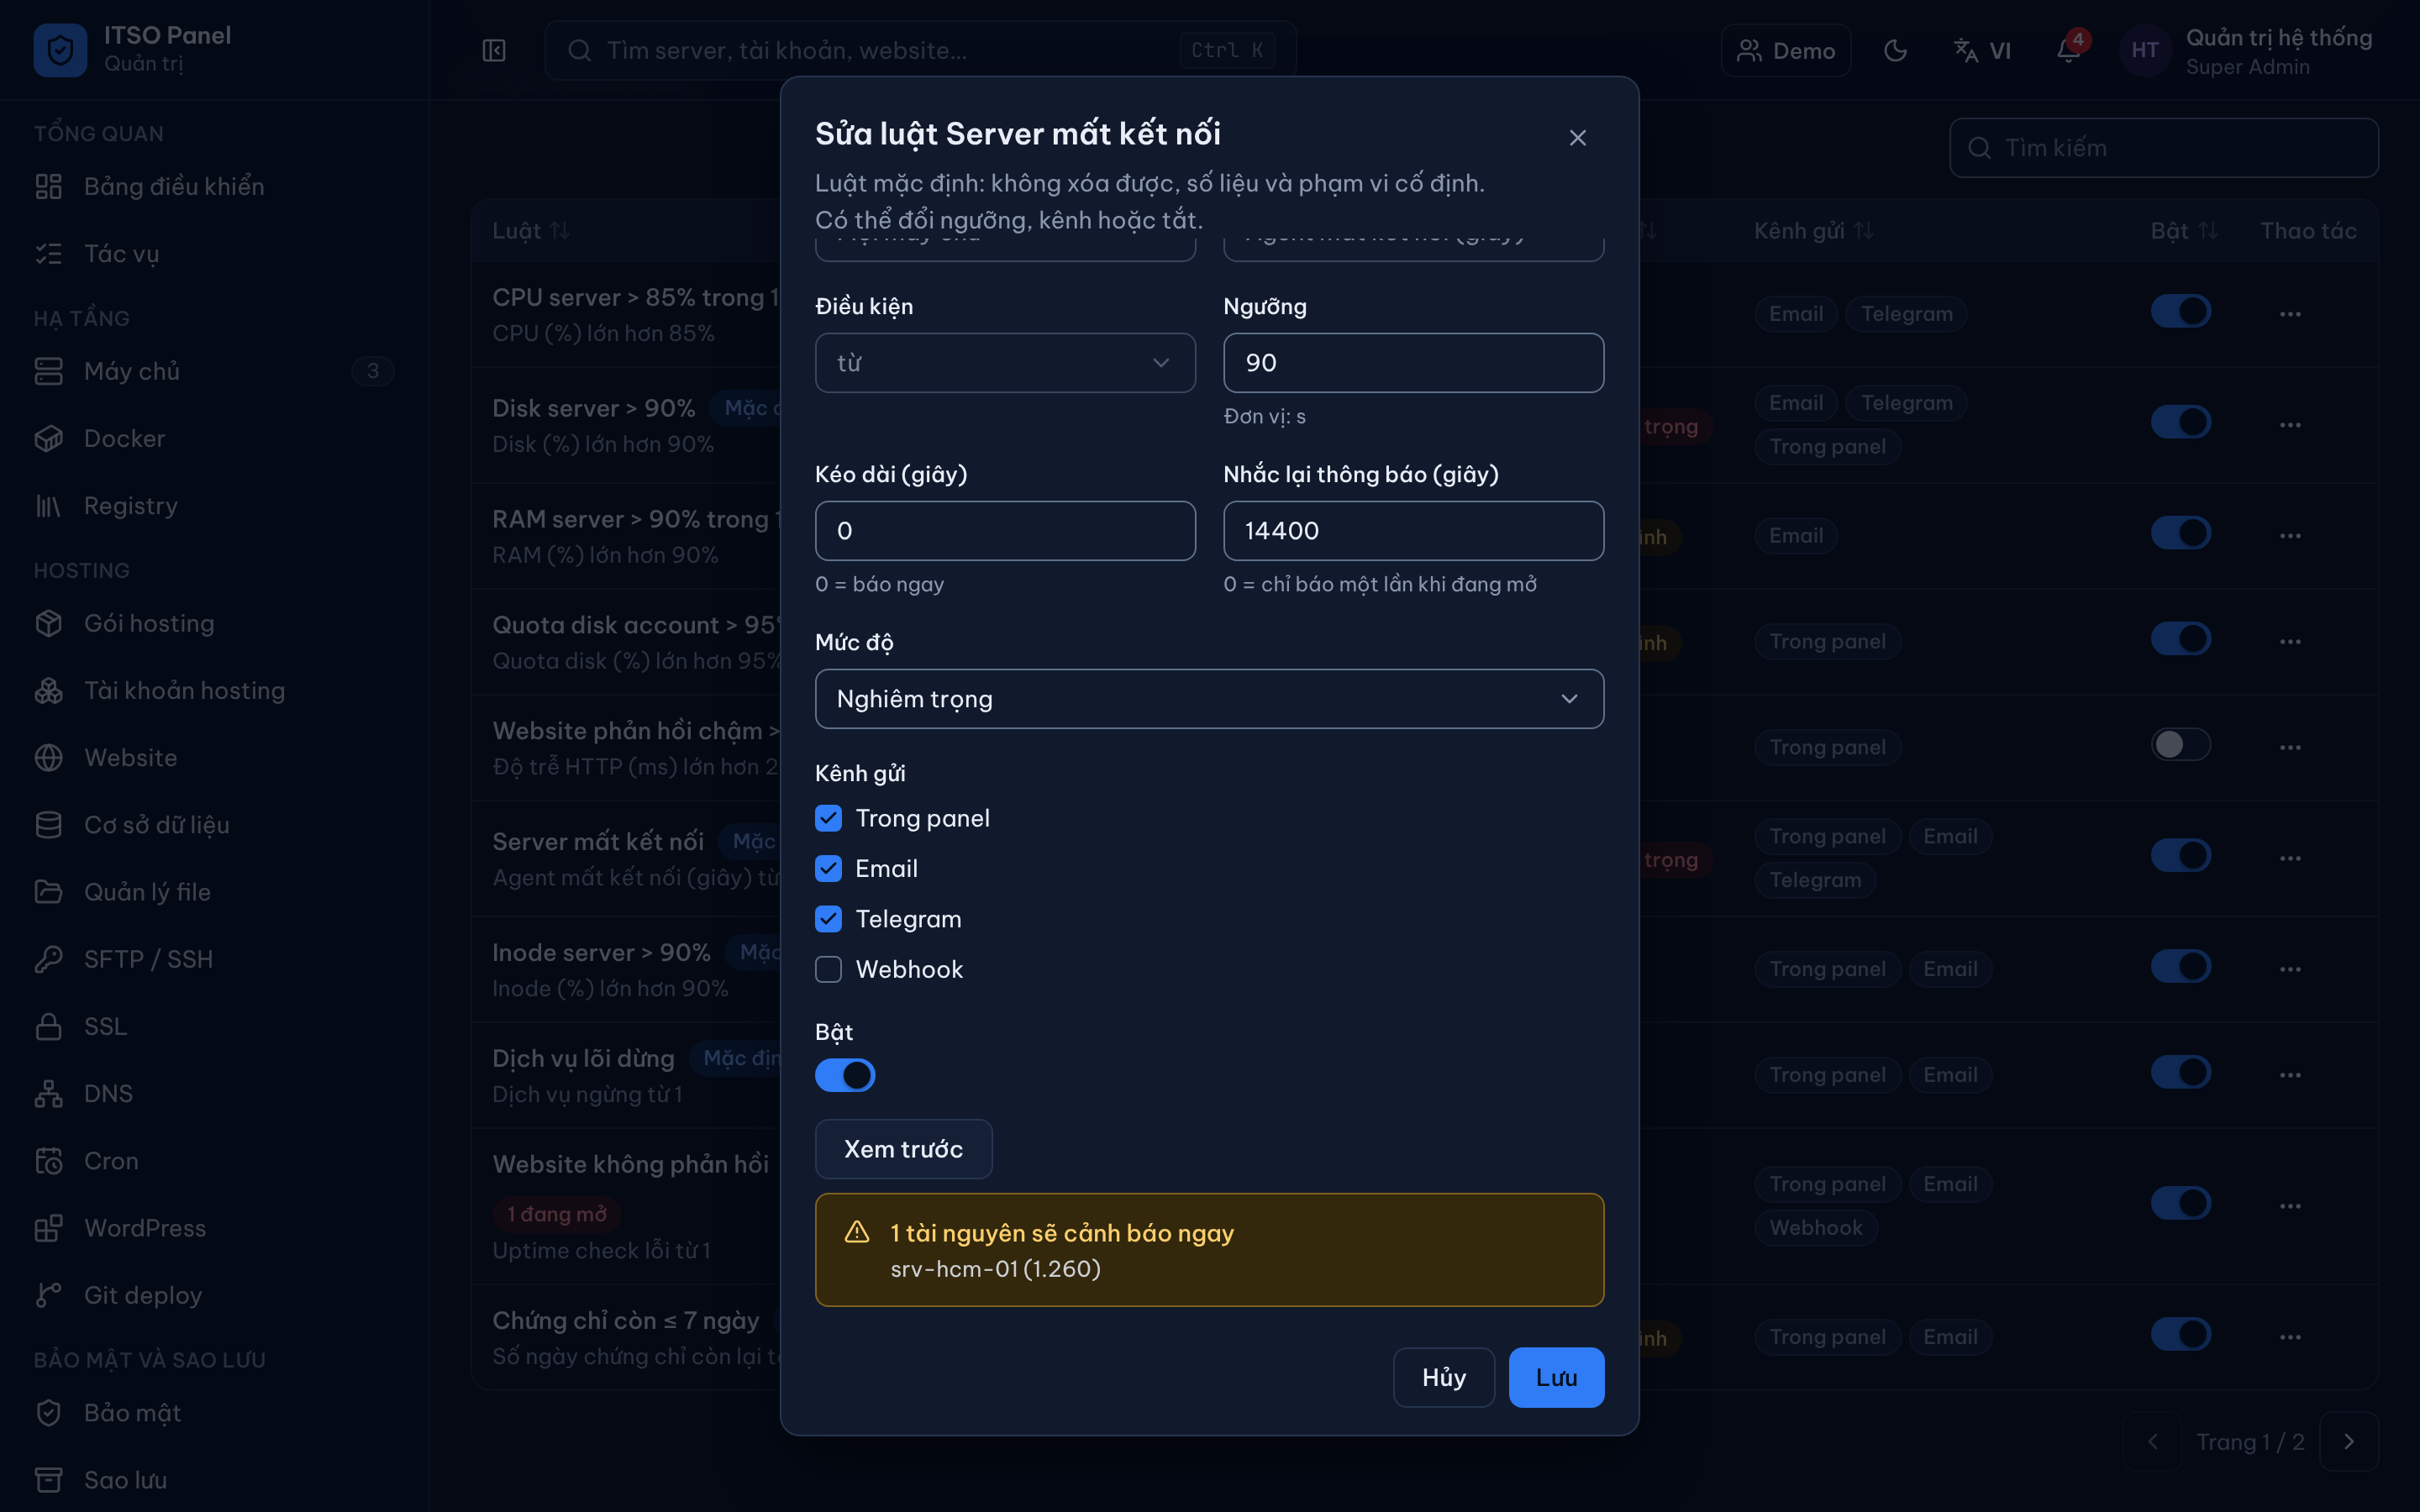 ITSO Panel
Quản trị
Tìm server, tài khoản, website...
Ctrl K
Demo
VI
4
HT
Quản trị hệ thống
Super Admin
TỔNG QUAN
Bảng điều khiển
Tác vụ
HẠ TẦNG
Máy chủ
3
Docker
Registry
HOSTING
Gói hosting
Tài khoản hosting
Website
Cơ sở dữ liệu
Quản lý file
SFTP / SSH
SSL
DNS
Cron
WordPress
Git deploy
BẢO MẬT VÀ SAO LƯU
Bảo mật
Sao lưu
Tìm kiếm
Luật
Kênh gửi
Bật
Thao tác
CPU server > 85% trong 1
CPU (%) lớn hơn 85%
Email
Telegram
Disk server > 90%
Disk (%) lớn hơn 90%
trọng
Email
Telegram
Trong panel
RAM server > 90% trong
RAM (%) lớn hơn 90%
Email
Quota disk account > 95%
Quota disk (%) lớn hơn 95%
Trong panel
Website phản hồi chậm >
Độ trễ HTTP (ms) lớn hơn 2
Trong panel
Server mất kết nối
Mặc
Agent mất kết nối (giây) từ
trọng
Trong panel
Email
Telegram
Inode server > 90%
Mặc
Inode (%) lớn hơn 90%
Trong panel
Email
Dịch vụ lõi dừng
Mặc địn
Dịch vụ ngừng từ 1
Trong panel
Email
Website không phản hồi
1 đang mở
Uptime check lỗi từ 1
Trong panel
Email
Webhook
Chứng chỉ còn ≤ 7 ngày
Số ngày chứng chỉ còn lại
Trong panel
Email
Trang 1 / 2
Sửa luật Server mất kết nối
Luật mặc định: không xóa được, số liệu và phạm vi cố định.
Có thể đổi ngưỡng, kênh hoặc tắt.
Điều kiện
Ngưỡng
từ
90
Đơn vị: s
Kéo dài (giây)
Nhắc lại thông báo (giây)
0
14400
0 = báo ngay
0 = chỉ báo một lần khi đang mở
Mức độ
Nghiêm trọng
Kênh gửi
Trong panel
Email
Telegram
Webhook
Bật
Xem trước
1 tài nguyên sẽ cảnh báo ngay
srv-hcm-01 (1.260)
Hủy
Lưu